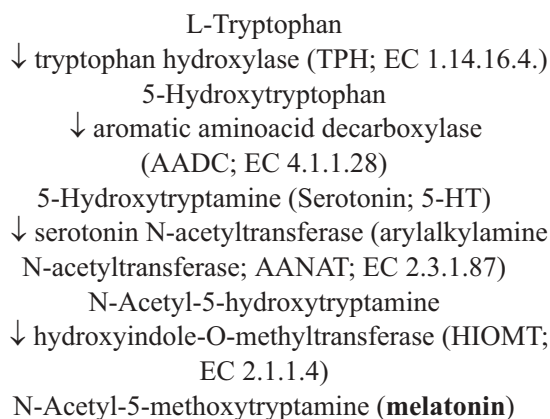 L-Tryptophan
↓ tryptophan hydroxylase (TPH; EC 1.14.16.4.)
5-Hydroxytryptophan
↓ aromatic aminoacid decarboxylase
(AADC; EC 4.1.1.28)
5-Hydroxytryptamine (Serotonin; 5-HT)
↓ serotonin N-acetyltransferase (arylalkylamine
N-acetyltransferase; AANAT; EC 2.3.1.87)
N-Acetyl-5-hydroxytryptamine
↓ hydroxyindole-O-methyltransferase (HIOMT;
EC 2.1.1.4)
N-Acetyl-5-methoxytryptamine (melatonin)